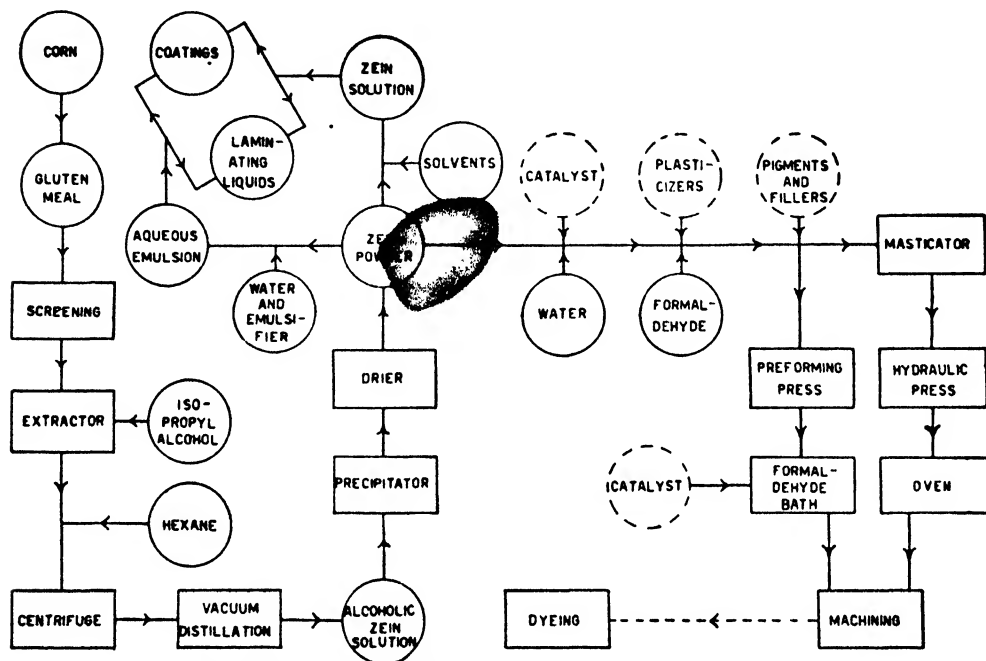 CORN
COATINGS
ZEIN
SOLUTION
GLUTEN
MEAL
LAMIN-
ATING
LIQUIDS
SOLVENTS
CATALYST
PLASTI-
CIZERS
PIGMENTS
AND
FILLERS
AQUEOUS
EMULSION
WATER
AND
EMULSI-
FIER
ZEIN
POWDER
WATER
FORMAL-
DEHYDE
MASTICATOR
SCREENING
DRIER
PREFORMING
PRESS
HYDRAULIC
PRESS
EXTRACTOR
ISO-
PROPYL
ALCOHOL
PRECIPITATOR
CATALYST
FORMAL-
DEHYDE
BATH
OVEN
HEXANE
CENTRIFUGE
VACUUM
DISTILLATION
ALCOHOLIC
ZEIN
SOLUTION
DYEING
MACHINING